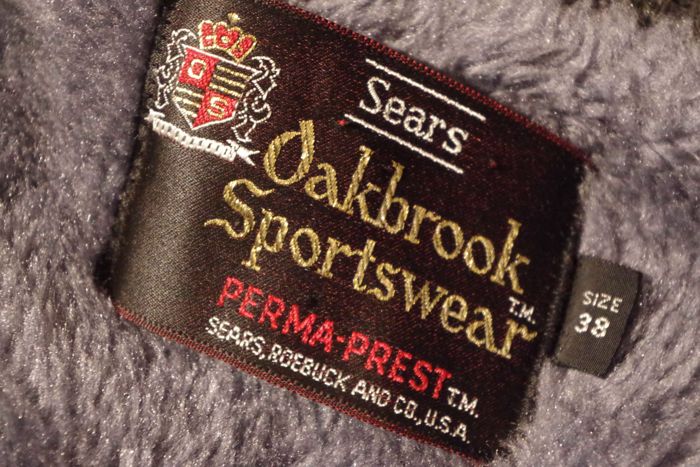 G
S
Sears
Oakbrook
Sportswear T.M.
PERMA-PREST T.M.
SEARS, ROEBUCK AND CO., U.S.A.
SIZE
38